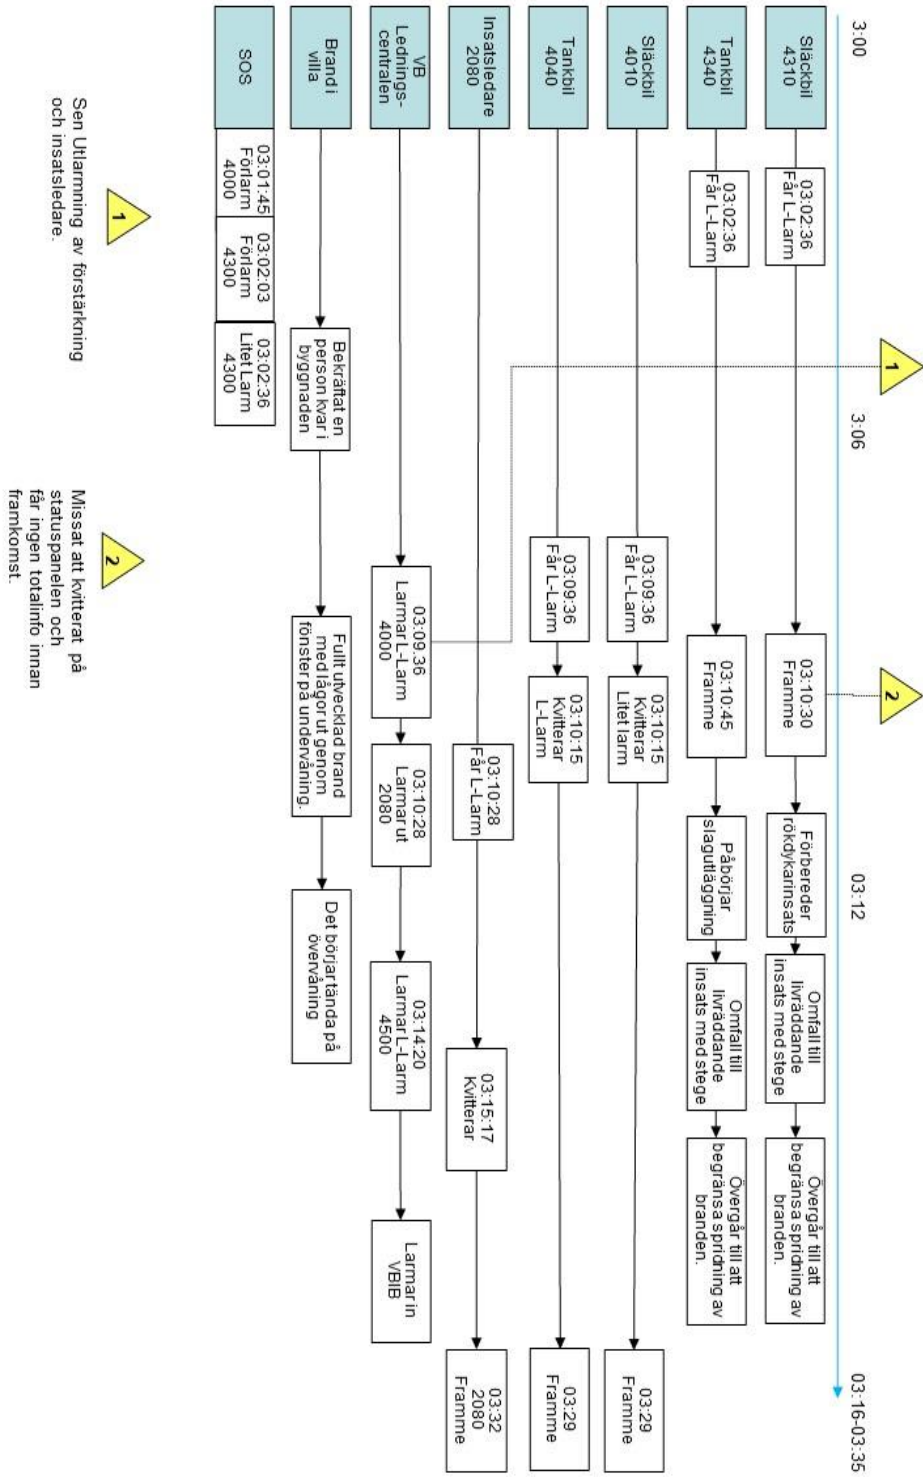 3:00
3:06
03:12
03:16-03:35
1
2
Släckbil
4310
03:02:36
Får L-Larm
03:10:30
Framme
Förbereder
rökdykarinsats
Omfall till
livräddande
insats med stege
Övergår till att
begränsa spridning av
branden.
Tankbil
4340
03:02:36
Får L-Larm
03:10:45
Framme
Påbörjar
slagutläggning
Omfall till
livräddande
insats med stege
Övergår till att
begränsa spridning av
branden.
Släckbil
4010
03:09:36
Får L-Larm
03:10:15
Kvitterar
Litet larm
03:29
Framme
Tankbil
4040
03:09:36
Får L-Larm
03:10:15
Kvitterar
L-Larm
03:29
Framme
Insatsledare
2080
03:10:28
Får L-Larm
03:15:17
Kvitterar
03:32
2080
Framme
VB
Lednings-
centralen
03:09.36
Larmar L-Larm
4000
03:10:28
Larmar ut
2080
03:14:20
Larmar L-Larm
4500
Larmar in
VBIB
Brand i
villa
Bekräftat en
person kvar i
byggnaden
Fullt utvecklad brand
med lågor ut genom
fönster på undervåning.
Det börjar tända på
övervåning
SOS
03:01:45
Förlarm
4000
03:02:03
Förlarm
4300
03:02:36
Litet Larm
4300
1
Sen Utlarmning av förstärkning
och insatsledare.
2
Missat att kvitterat på
statuspanelen och
får ingen totalinfo innan
framkomst.